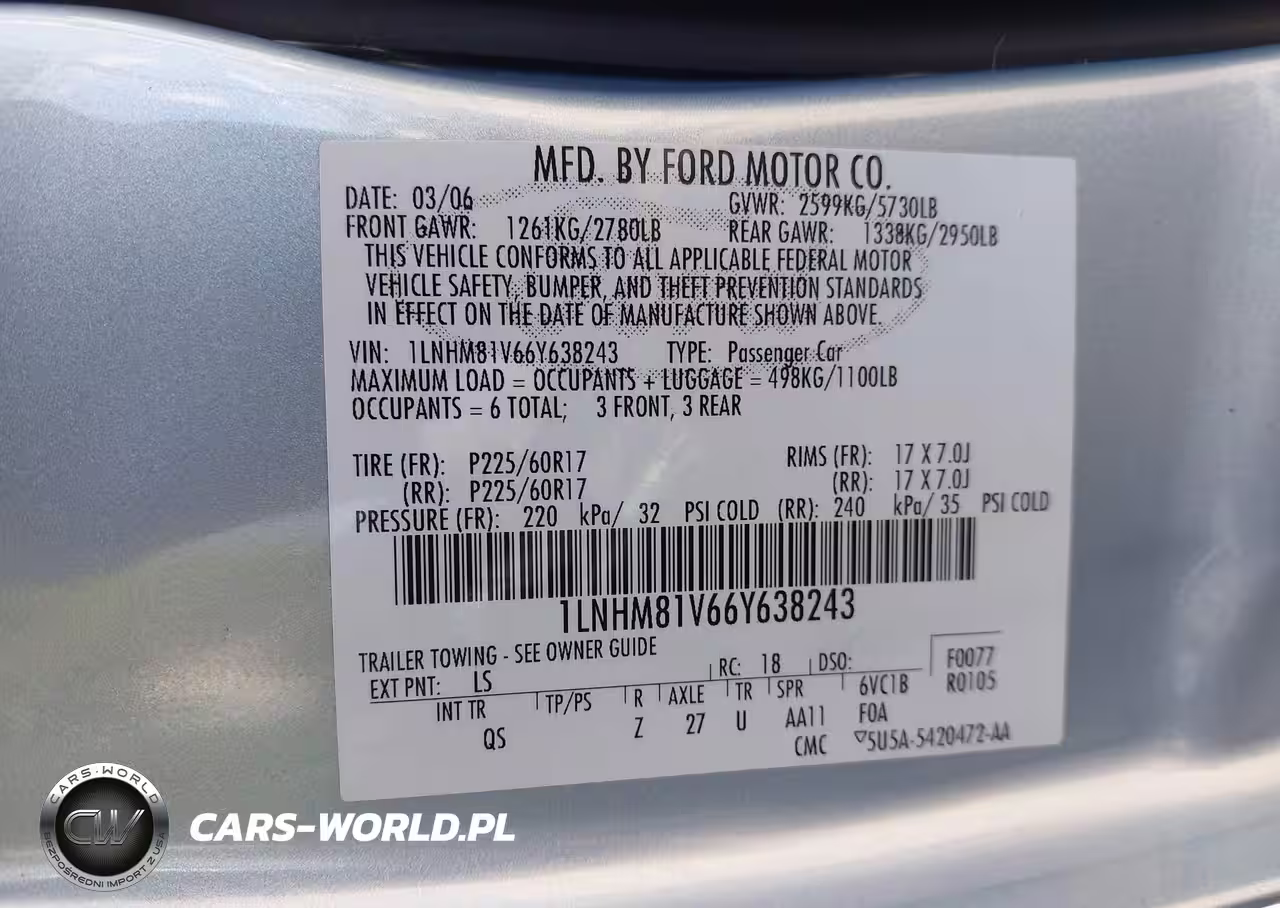 MFD. BY FORD MOTOR CO.
DATE: 03/06 GVWR: 2599KG/5730LB
FRONT GAWR: 1261KG/2780LB REAR GAWR: 1338KG/2950LB
THIS VEHICLE CONFORMS TO ALL APPLICABLE FEDERAL MOTOR
VEHICLE SAFETY, BUMPER, AND THEFT PREVENTION STANDARDS
IN EFFECT ON THE DATE OF MANUFACTURE SHOWN ABOVE.
VIN: 1LNHM81V66Y638243 TYPE: Passenger Car
MAXIMUM LOAD = OCCUPANTS + LUGGAGE = 498KG/1100LB
OCCUPANTS = 6 TOTAL; 3 FRONT, 3 REAR
TIRE (FR): P225/60R17 RIMS (FR): 17 X 7.0J
(RR): P225/60R17 (RR): 17 X 7.0J
PRESSURE (FR): 220 kPa/ 32 PSI COLD (RR): 240 kPa/ 35 PSI COLD
1LNHM81V66Y638243
TRAILER TOWING - SEE OWNER GUIDE
EXT PNT: LS RC: 18 DSO: F0077
INT TR TP/PS R AXLE TR SPR 6VC1B R0105
QS Z 27 U AA11 F0A
CMC ▽5U5A-5420472-AA
CARS-WORLD
CW
BEZPOŚREDNI IMPORT Z USA
CARS-WORLD.PL